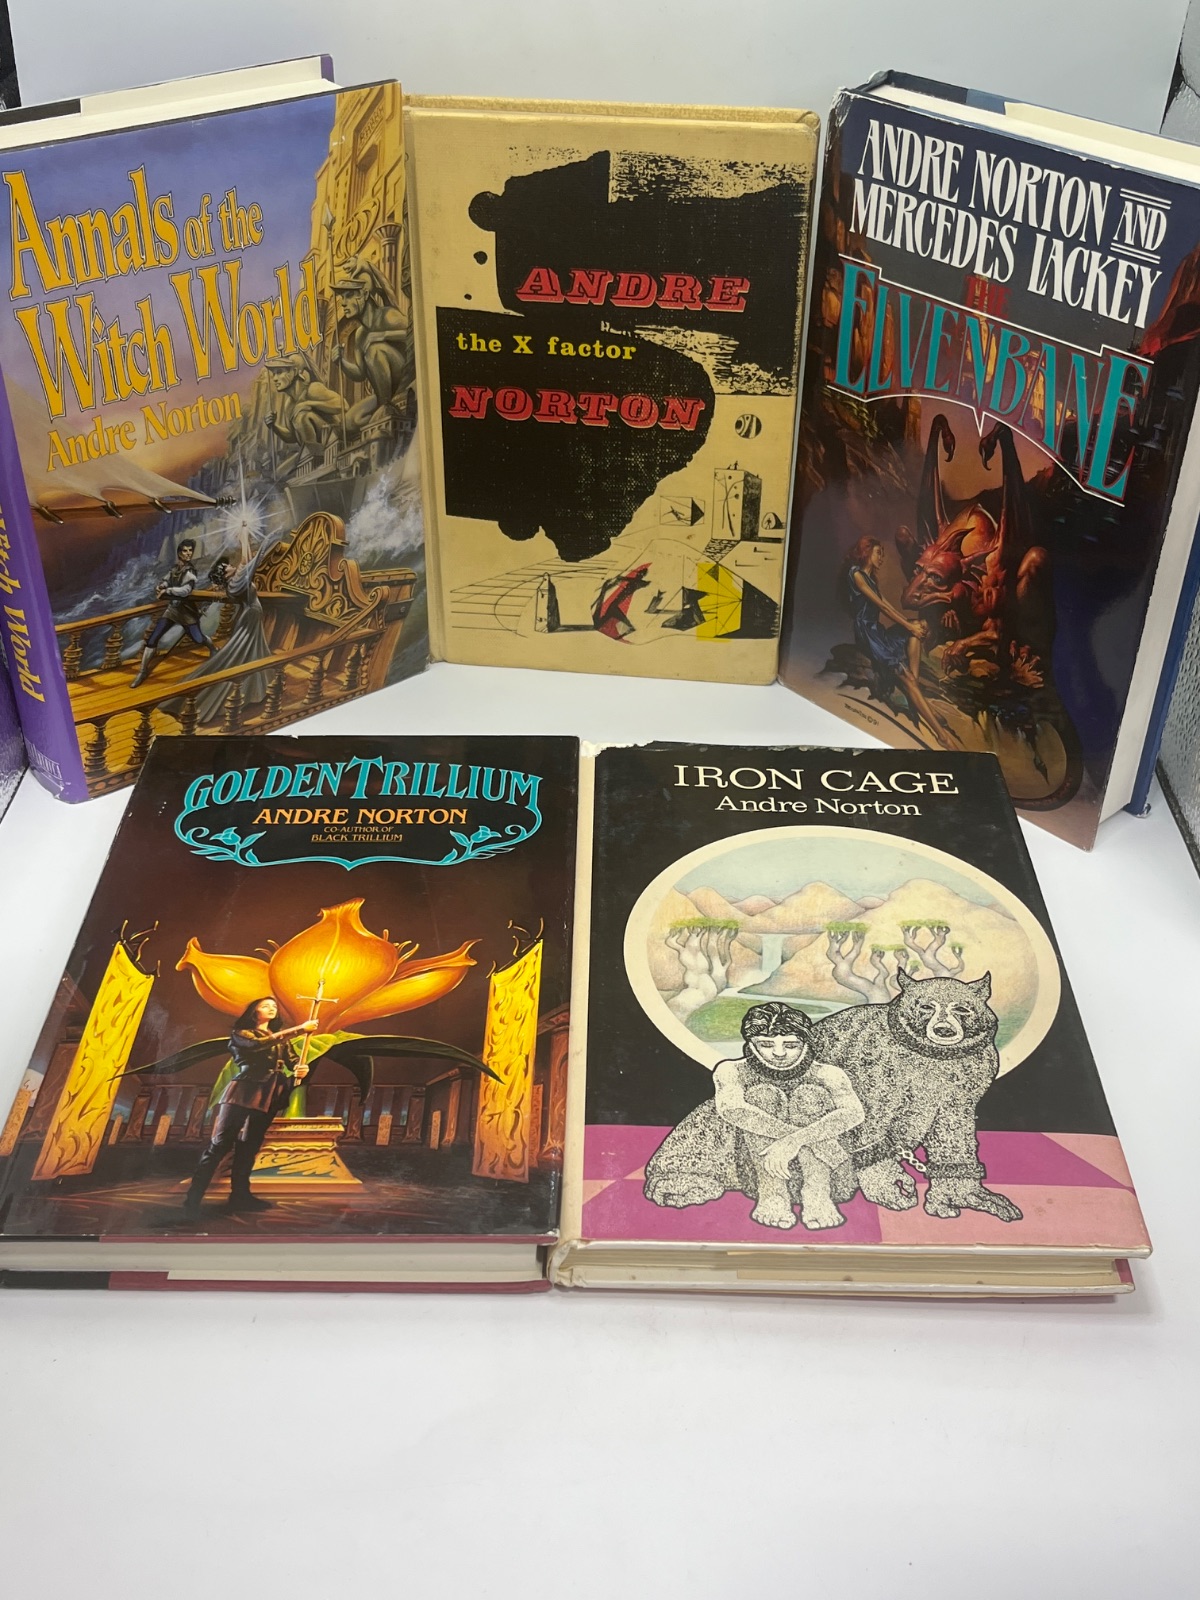 Annals of the
Witch World
Andre Norton
Witch World
ANDRE
the X factor
NORTON
ANDRE NORTON AND
MERCEDES LACKEY
THE
ELVENBANE
GOLDEN TRILLIUM
ANDRE NORTON
CO-AUTHOR OF
BLACK TRILLIUM
IRON CAGE
Andre Norton